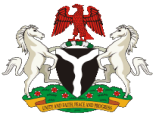 UNITY AND FAITH, PEACE AND PROGRESS